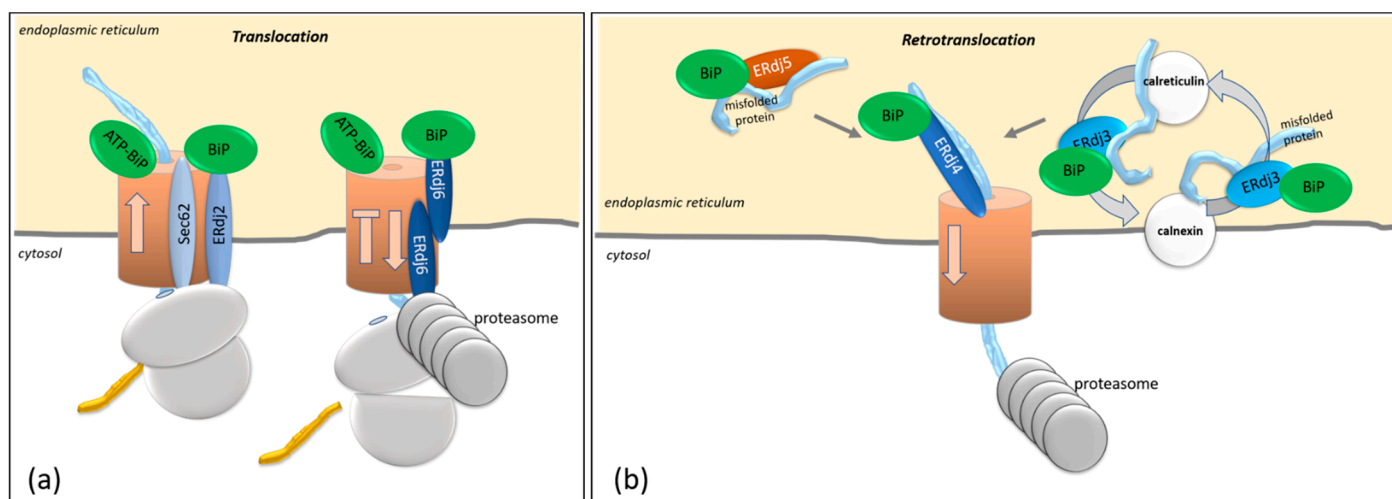 endoplasmic reticulum
Translocation
ATP-BiP
BiP
Sec62
ERdj2
cytosol
ATP-BiP
BiP
ERdj6
ERdj6
proteasome
(a)
Retrotranslocation
BiP
ERdj5
misfolded
protein
BiP
ERdj4
calreticulin
ERdj3
BiP
misfolded
protein
ERdj3
BiP
calnexin
endoplasmic reticulum
cytosol
proteasome
(b)